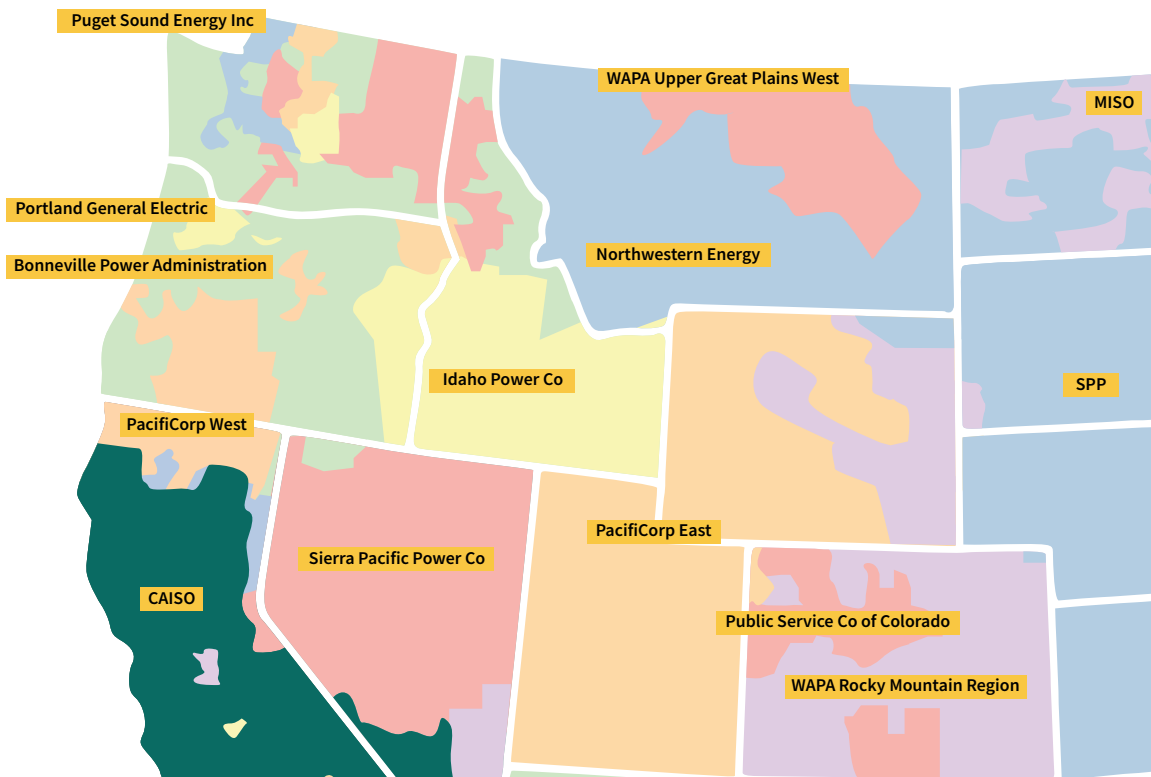 Puget Sound Energy Inc
WAPA Upper Great Plains West
MISO
Portland General Electric
Northwestern Energy
Bonneville Power Administration
Idaho Power Co
SPP
PacifiCorp West
PacifiCorp East
Sierra Pacific Power Co
CAISO
Public Service Co of Colorado
WAPA Rocky Mountain Region